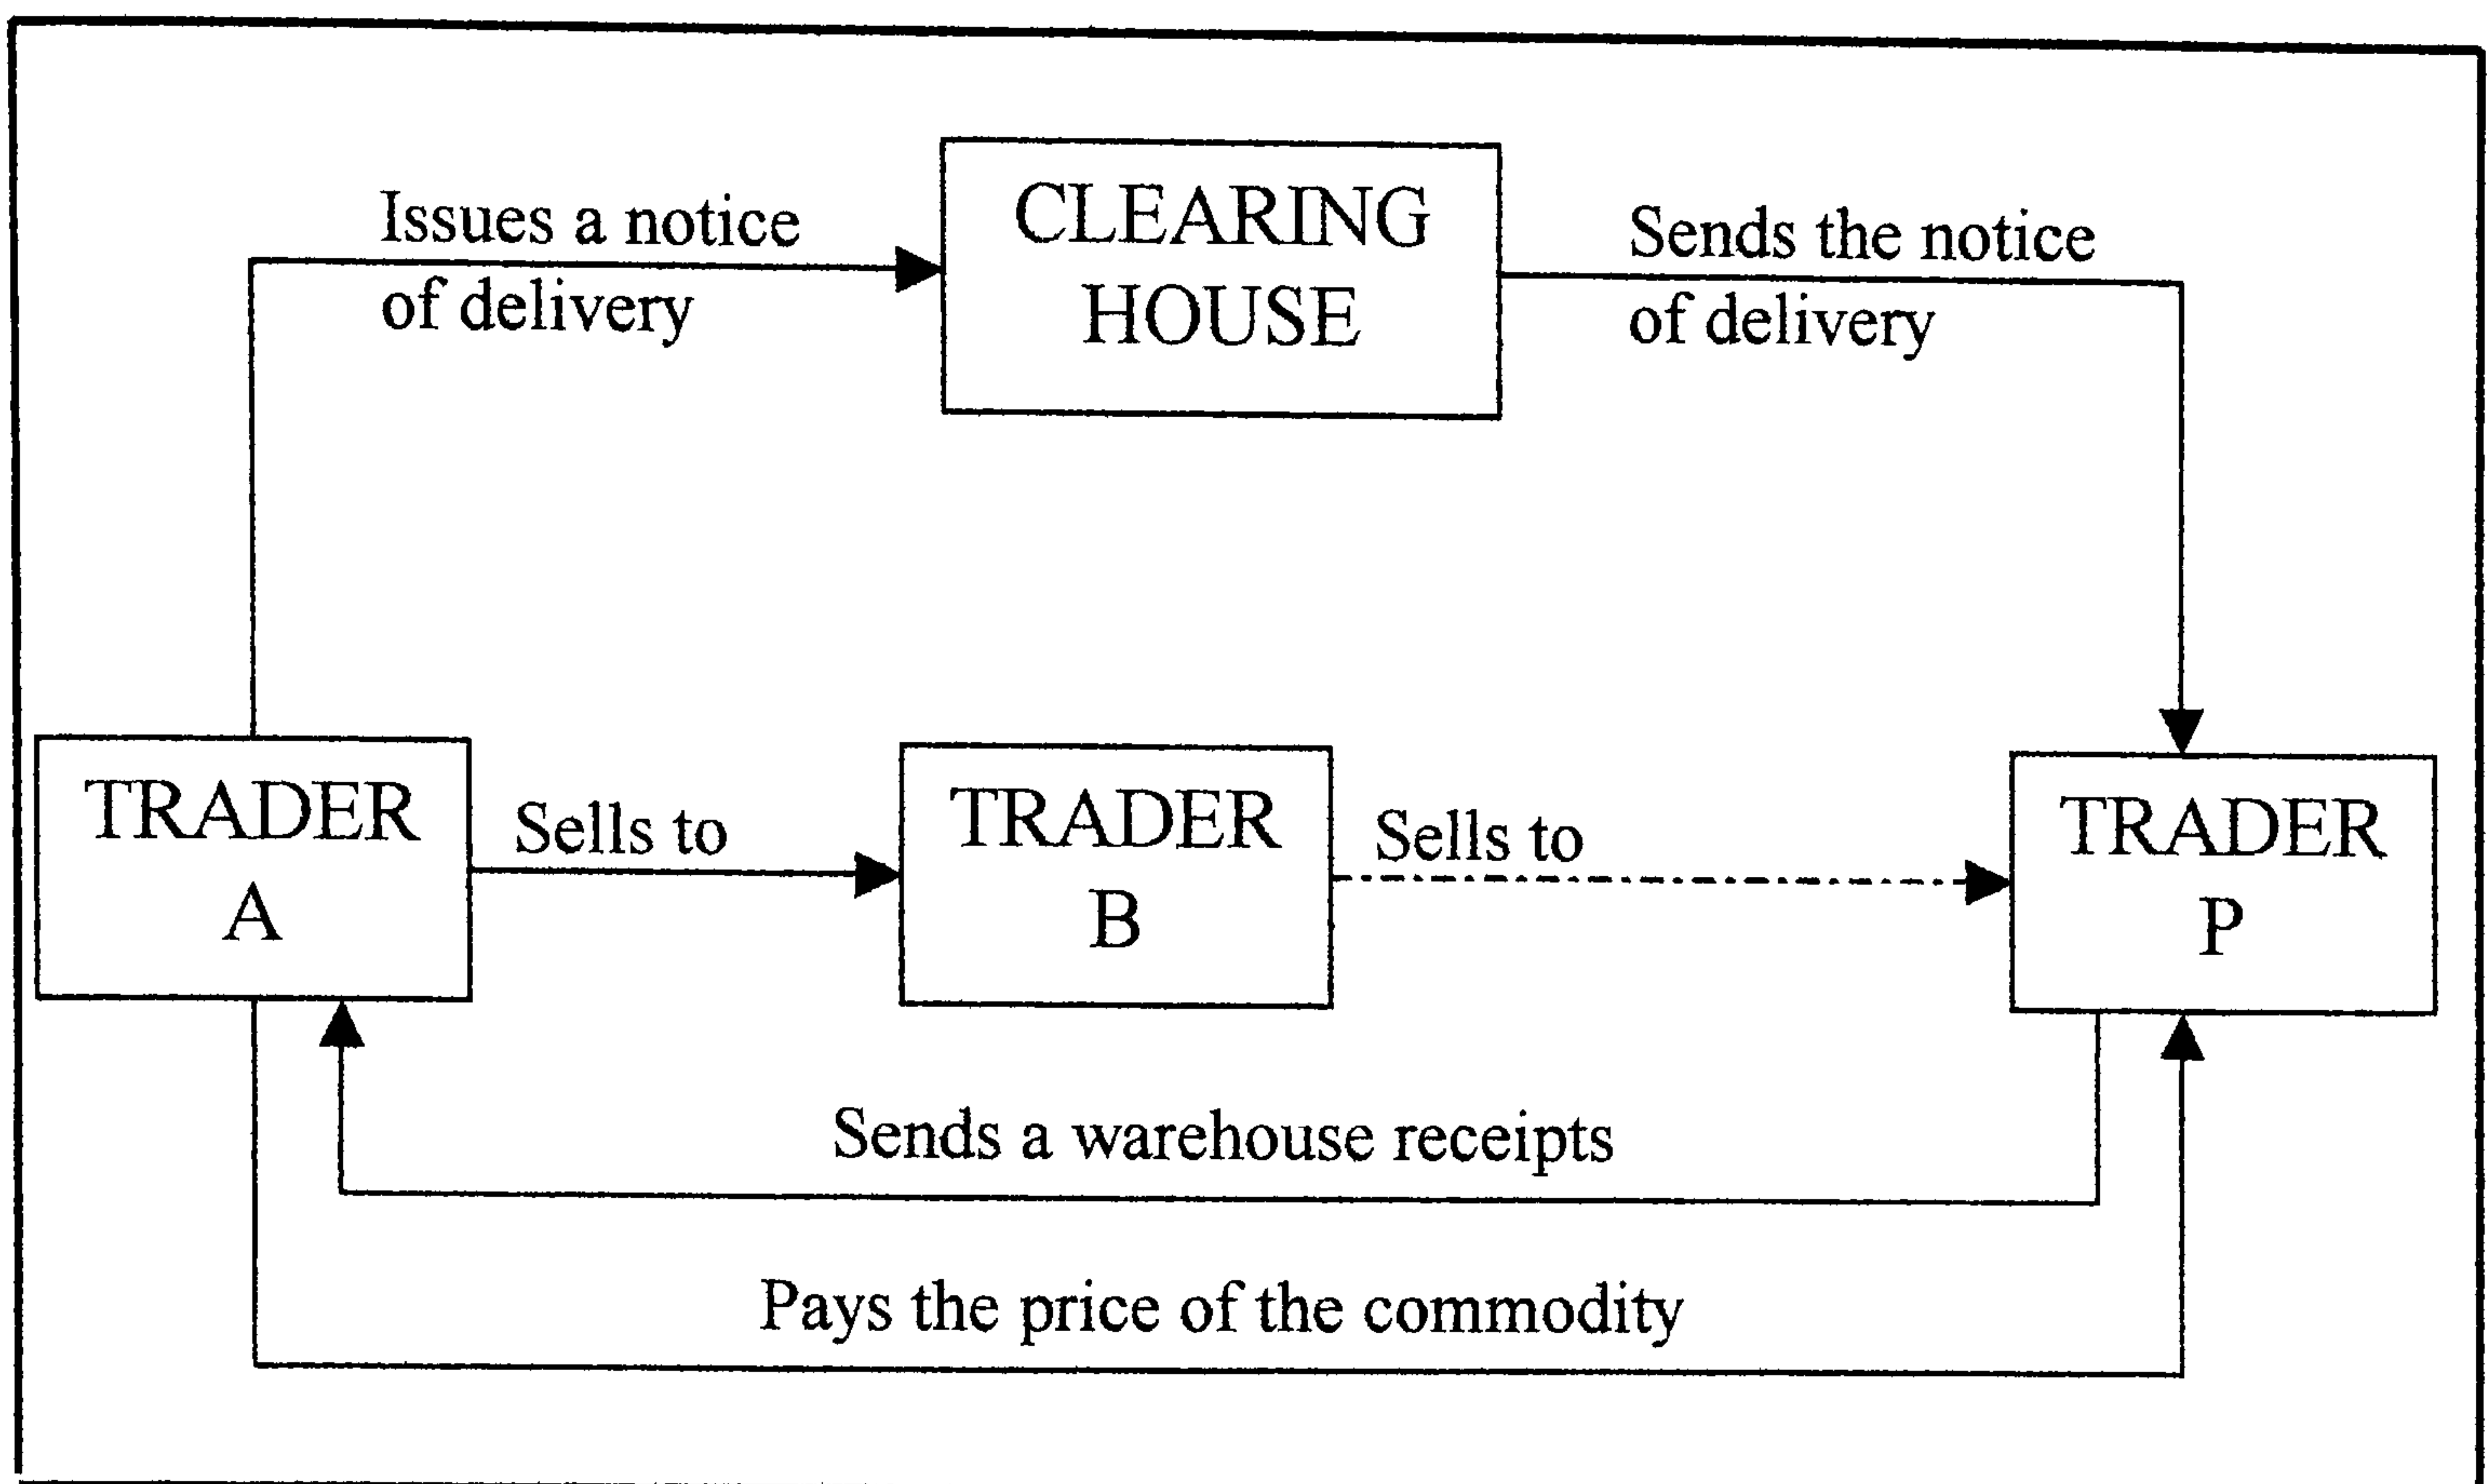 Issues a notice
of delivery
CLEARING
HOUSE
Sends the notice
of delivery
TRADER
A
Sells to
TRADER
B
Sells to
TRADER
P
Sends a warehouse receipts
Pays the price of the commodity